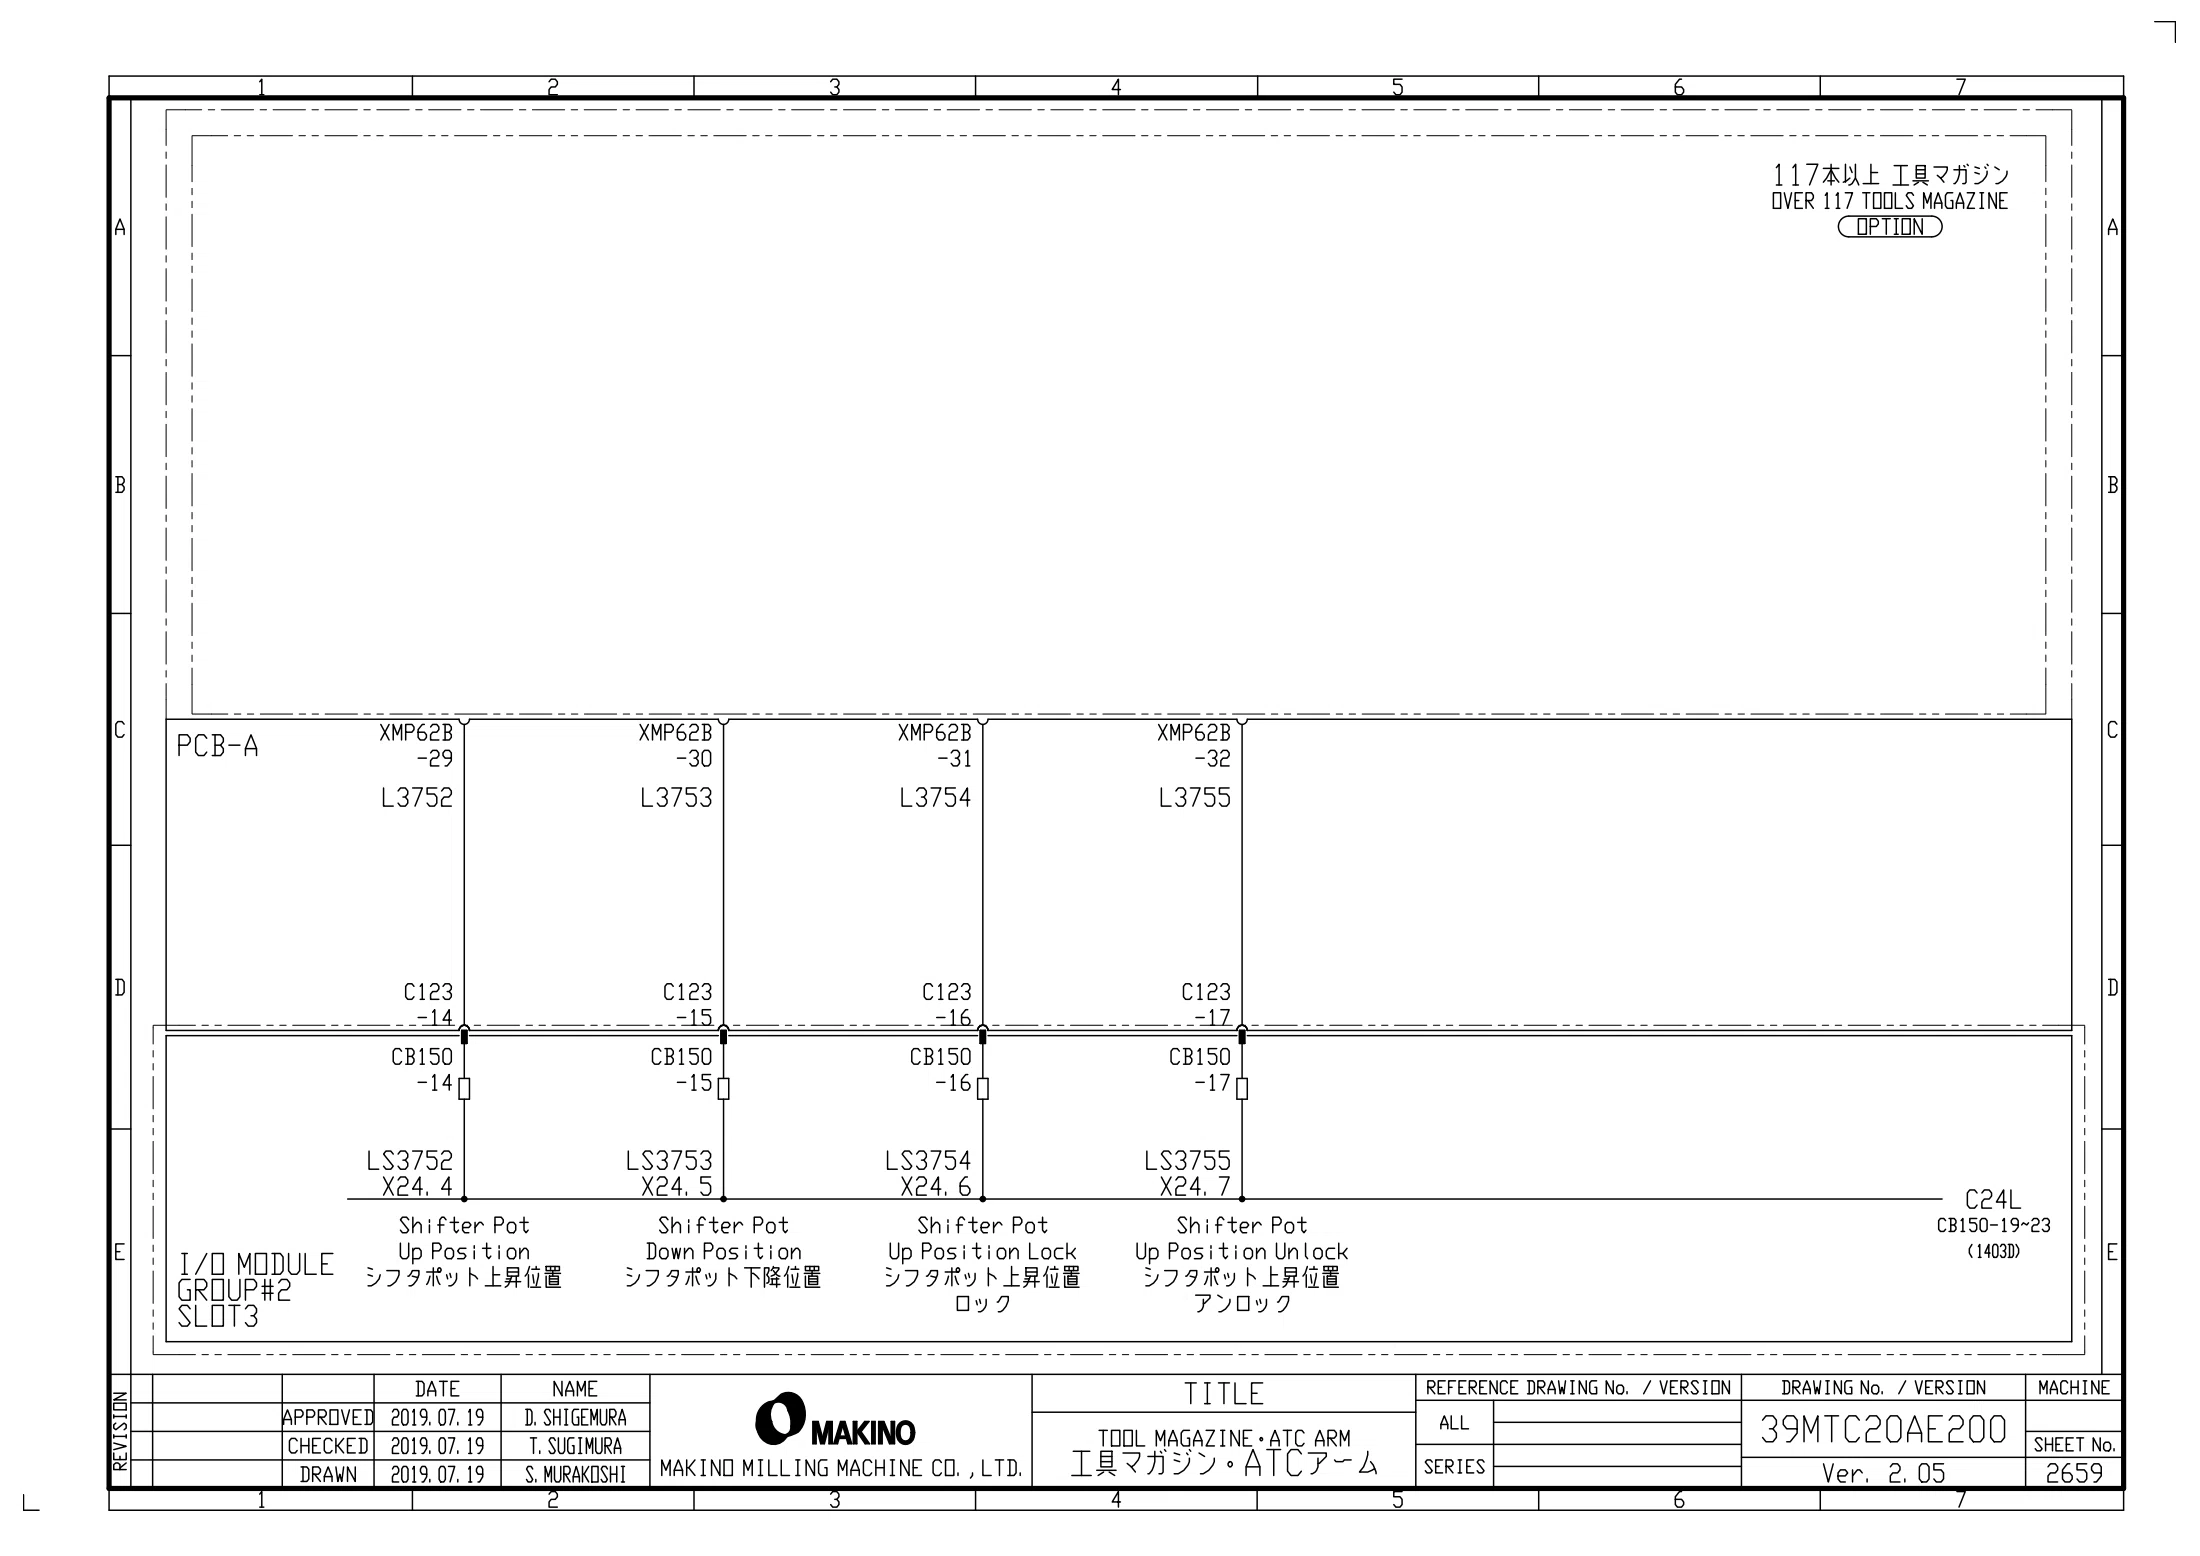 1 2 3 4 5 6 7
117本以上 工具マガジン
OVER 117 TOOLS MAGAZINE
OPTION
A A
B B
C C
PCB-A
XMP62B XMP62B XMP62B XMP62B
-29 -30 -31 -32
L3752 L3753 L3754 L3755
D D
C123 C123 C123 C123
-14 -15 -16 -17
CB150 CB150 CB150 CB150
-14 -15 -16 -17
LS3752 LS3753 LS3754 LS3755
X24.4 X24.5 X24.6 X24.7
C24L
CB150-19~23
(1403D)
Shifter Pot Shifter Pot Shifter Pot Shifter Pot
Up Position Down Position Up Position Lock Up Position Unlock
シフタポット上昇位置 シフタポット下降位置 シフタポット上昇位置 シフタポット上昇位置
ロック アンロック
E E
I/O MODULE
GROUP#2
SLOT3
REVISION
DATE NAME
APPROVED 2019.07.19 D. SHIGEMURA
CHECKED 2019.07.19 T. SUGIMURA
DRAWN 2019.07.19 S. MURAKOSHI
MAKINO
MAKINO MILLING MACHINE CO.,LTD.
TITLE
TOOL MAGAZINE・ATC ARM
工具マガジン・ATCアーム
REFERENCE DRAWING No. / VERSION
ALL
SERIES
DRAWING No. / VERSION
39MTC20AE200
Ver. 2.05
MACHINE
SHEET No.
2659
1 2 3 4 5 6 7